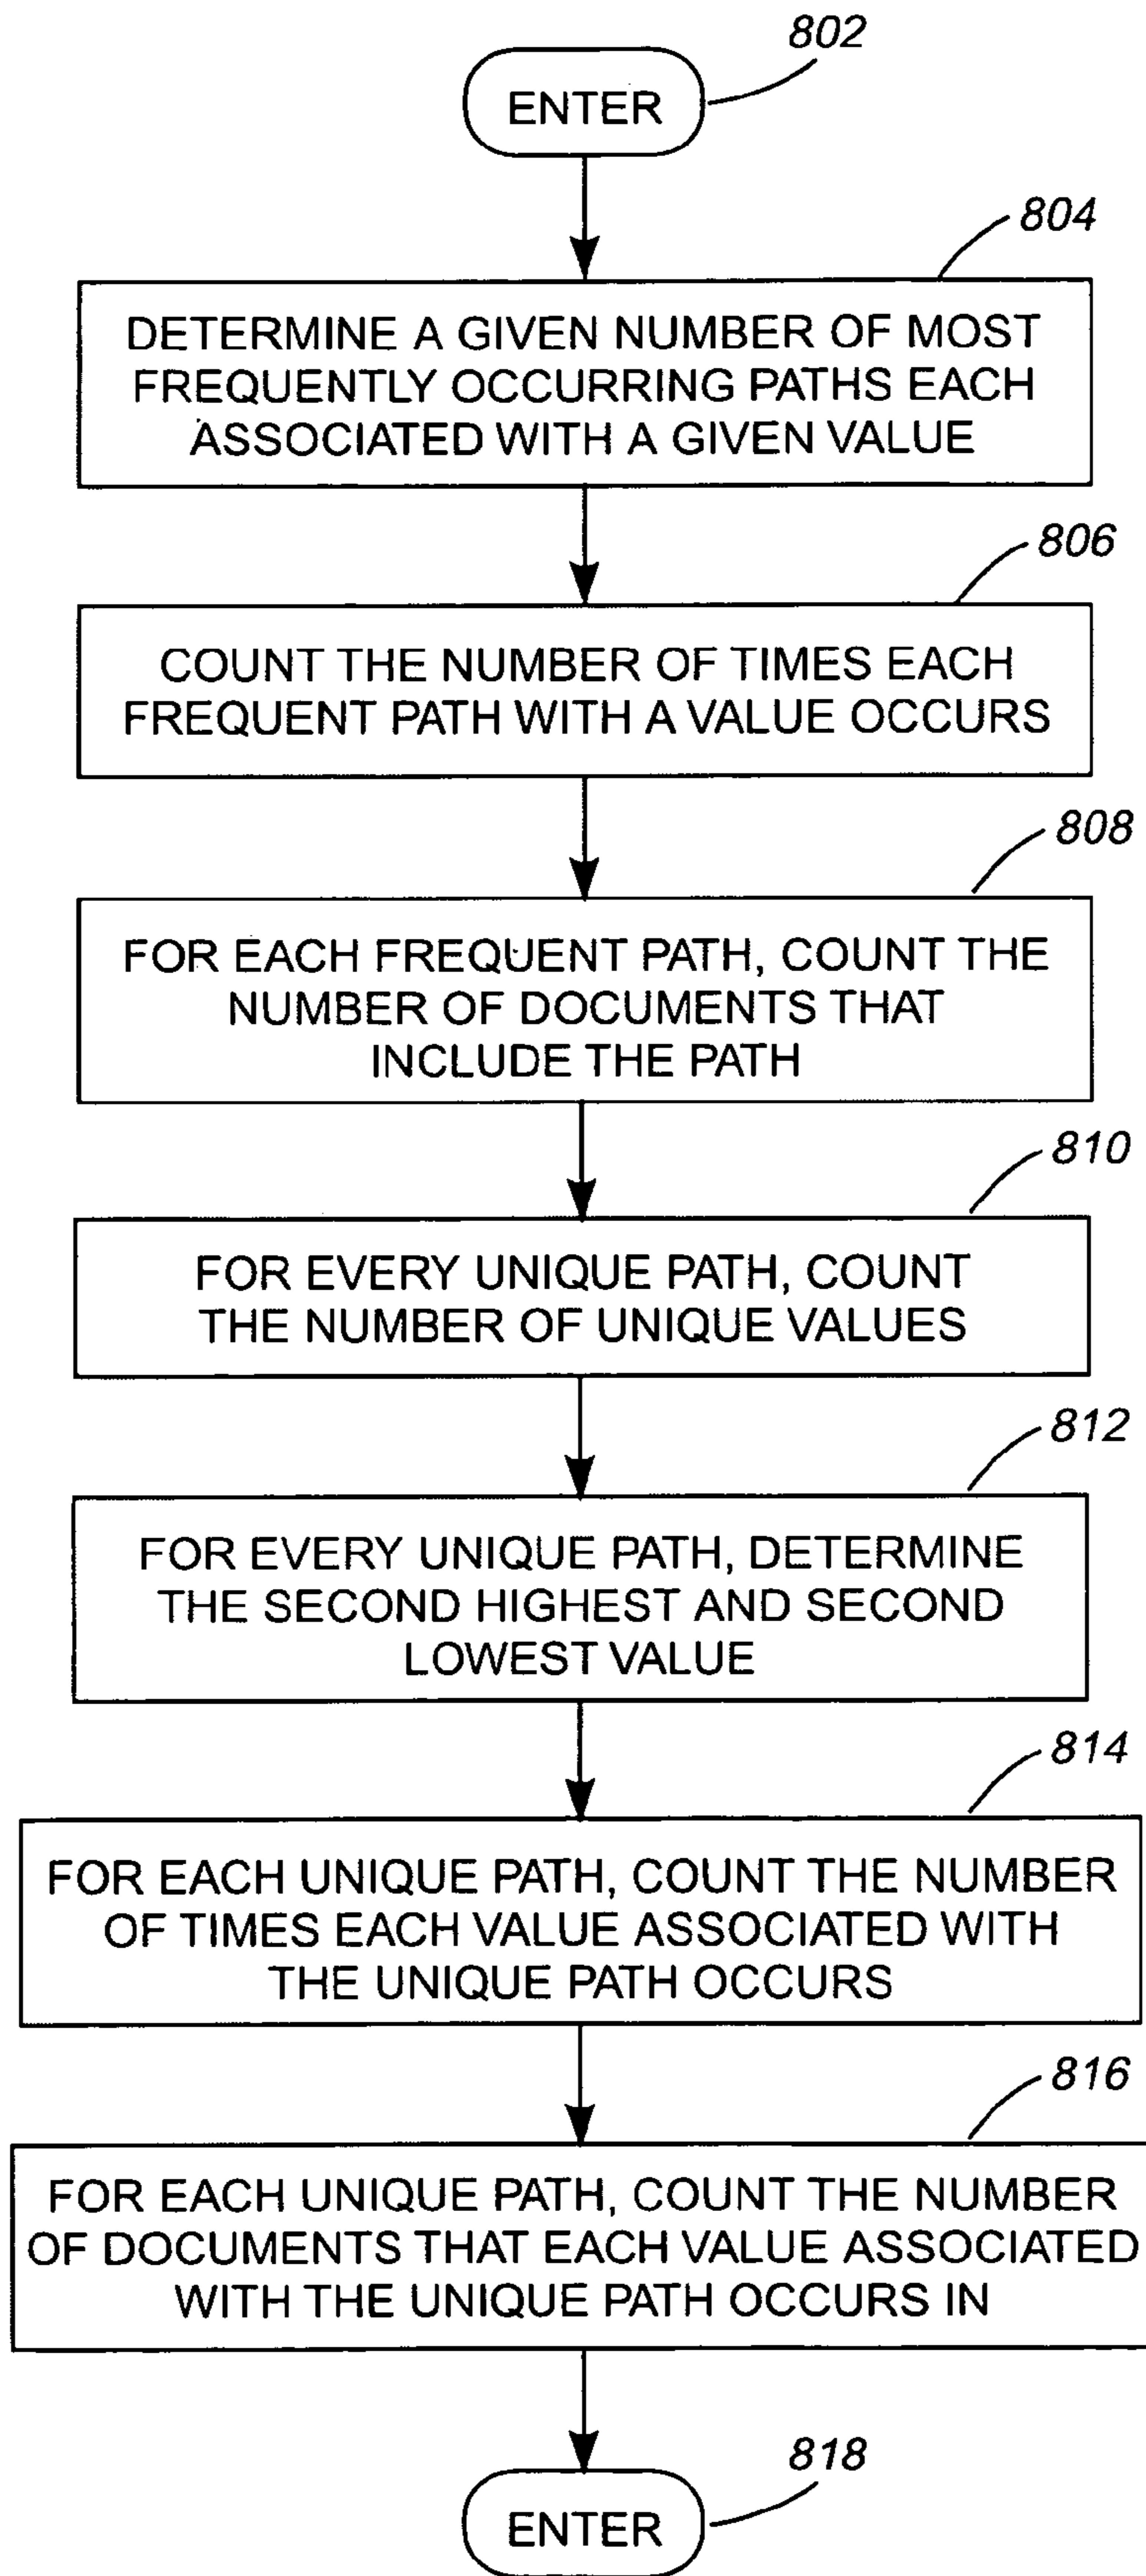 802
ENTER
804
DETERMINE A GIVEN NUMBER OF MOST
FREQUENTLY OCCURRING PATHS EACH
ASSOCIATED WITH A GIVEN VALUE
806
COUNT THE NUMBER OF TIMES EACH
FREQUENT PATH WITH A VALUE OCCURS
808
FOR EACH FREQUENT PATH, COUNT THE
NUMBER OF DOCUMENTS THAT
INCLUDE THE PATH
810
FOR EVERY UNIQUE PATH, COUNT
THE NUMBER OF UNIQUE VALUES
812
FOR EVERY UNIQUE PATH, DETERMINE
THE SECOND HIGHEST AND SECOND
LOWEST VALUE
814
FOR EACH UNIQUE PATH, COUNT THE NUMBER
OF TIMES EACH VALUE ASSOCIATED WITH
THE UNIQUE PATH OCCURS
816
FOR EACH UNIQUE PATH, COUNT THE NUMBER
OF DOCUMENTS THAT EACH VALUE ASSOCIATED
WITH THE UNIQUE PATH OCCURS IN
818
ENTER